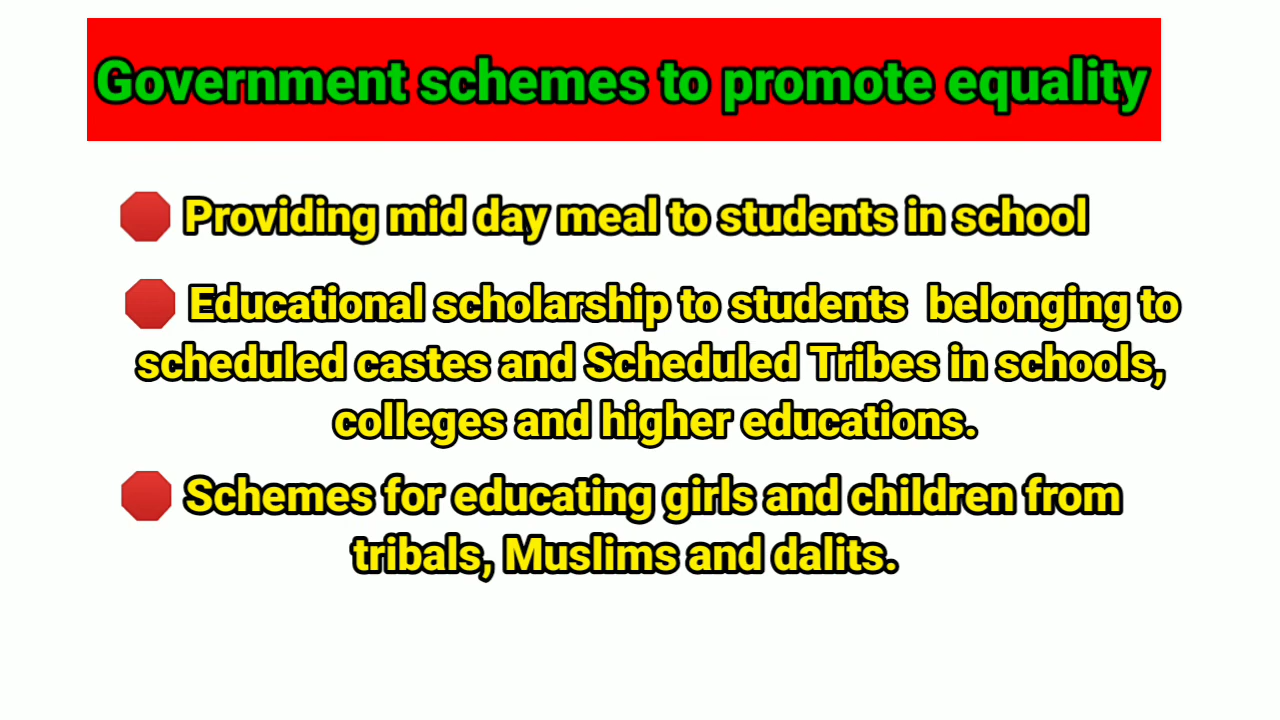 Government schemes to promote equality
Providing mid day meal to students in school
Educational scholarship to students belonging to
scheduled castes and Scheduled Tribes in schools,
colleges and higher educations.
Schemes for educating girls and children from
tribals, Muslims and dalits.